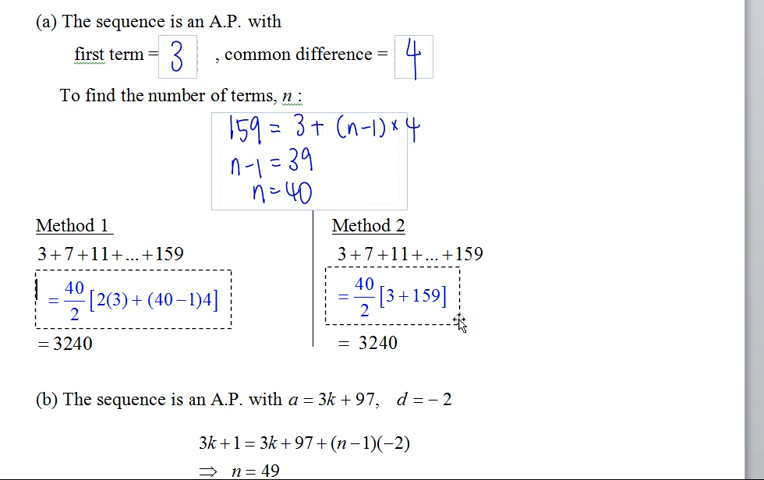 (a) The sequence is an A.P. with
first term = 3 , common difference = 4
To find the number of terms, n :
159 = 3 + (n-1) × 4
n-1 = 39
n = 40
Method 1
3+7+11+...+159
= 40/2 [2(3) + (40−1)4]
= 3240
Method 2
3+7+11+...+159
= 40/2 [3+159]
= 3240
(b) The sequence is an A.P. with a = 3k + 97, d = − 2
3k + 1 = 3k + 97 + (n−1)(−2)
⇒ n = 49